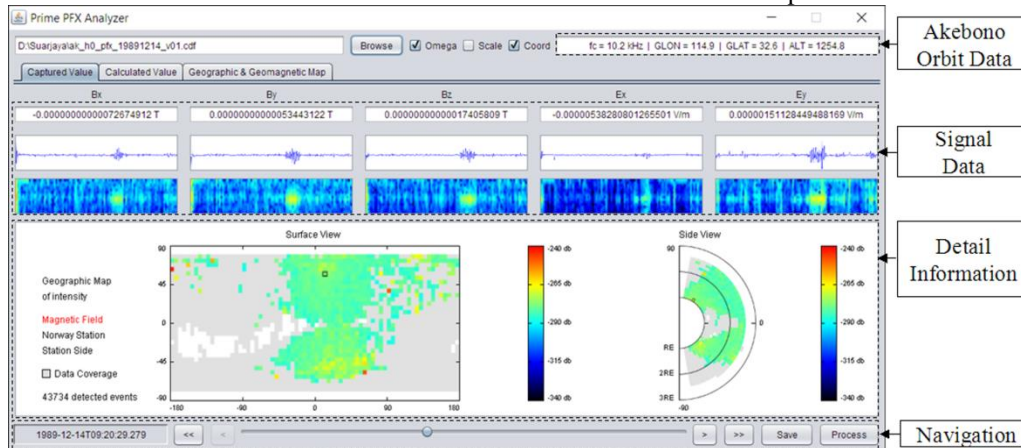 Prime PFX Analyzer
D:\Suarjaya\ak_h0_pfx_19891214_v01.cdf Browse Omega Scale Coord fc = 10.2 kHz | GLON = 114.9 | GLAT = 32.6 | ALT = 1254.8
Akebono
Orbit Data
Captured Value Calculated Value Geographic & Geomagnetic Map
Bx By Bz Ex Ey
-0.00000000000072674912 T 0.0000000000053443122 T 0.0000000000017405809 T -0.00000538280801265501 V/m 0.00000151128449488169 V/m
Signal
Data
Surface View Side View
90 -240 db 90 -240 db
Detail
Information
Geographic Map
of intensity
45 -265 db -265 db
Magnetic Field
Norway Station
Station Side
0 -290 db 0 -290 db
RE
-45 -315 db -315 db
Data Coverage
2RE
43734 detected events
-90 -340 db 3RE -340 db
-180 -90 0 90 180 -90
1989-12-14T09:20:29.279 << < > >> Save Process
Navigation